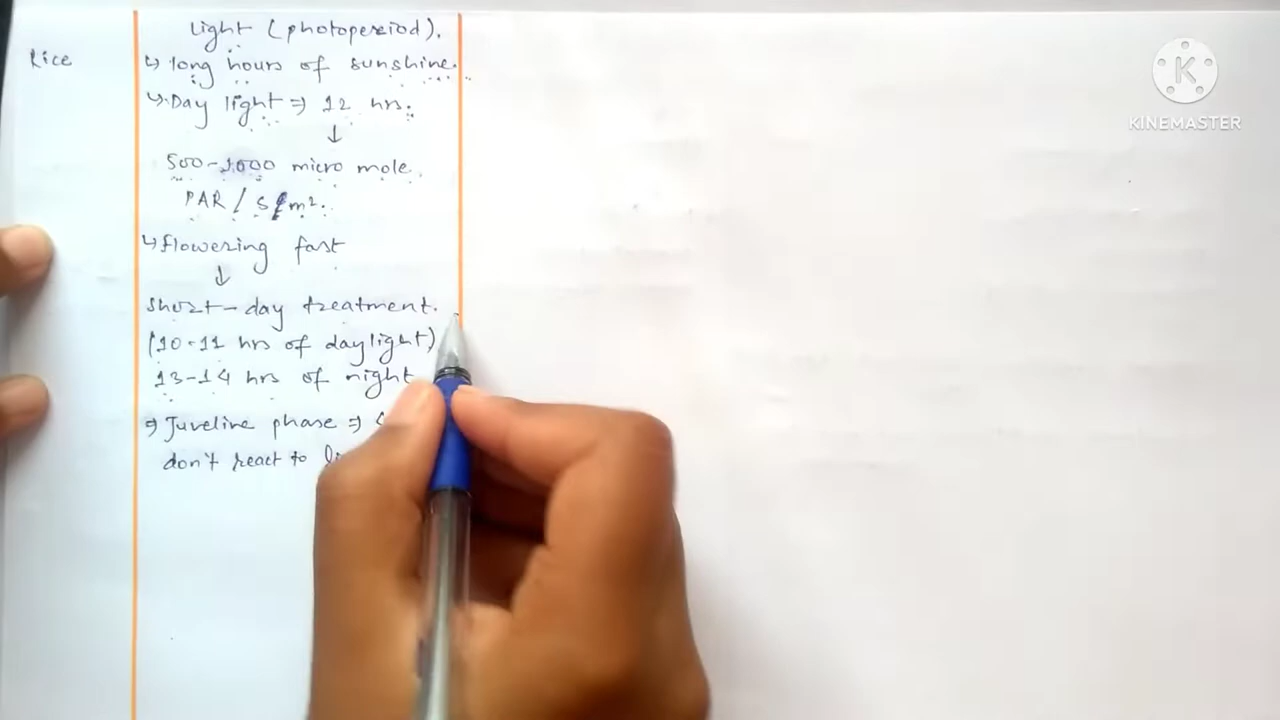 Light (photoperiod).
Rice
↳ long hours of sunshine.
↳ Day light ⇒ 12 hrs.
↓
500-1000 micro mole.
PAR / S / m².
↳ flowering fast
↓
Short-day treatment.
(10-11 hrs of daylight)
13-14 hrs of night
⇒ Juveline phase ⇒
don't react to
K
KINEMASTER